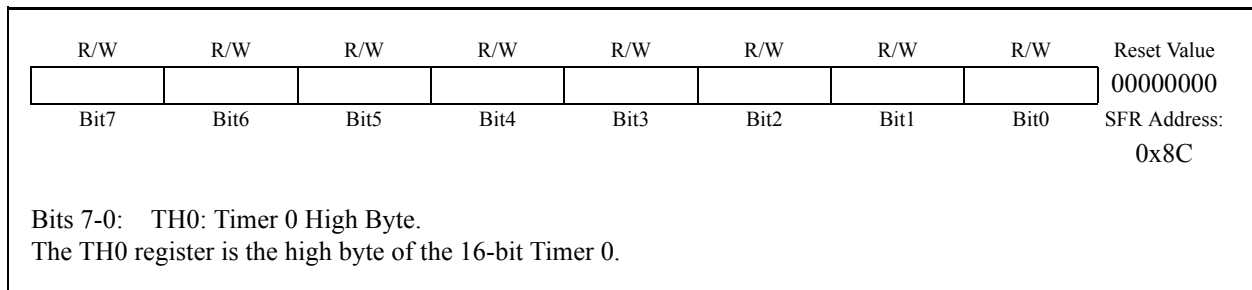 R/W R/W R/W R/W R/W R/W R/W R/W Reset Value
00000000
Bit7 Bit6 Bit5 Bit4 Bit3 Bit2 Bit1 Bit0 SFR Address:
0x8C
Bits 7-0: TH0: Timer 0 High Byte.
The TH0 register is the high byte of the 16-bit Timer 0.